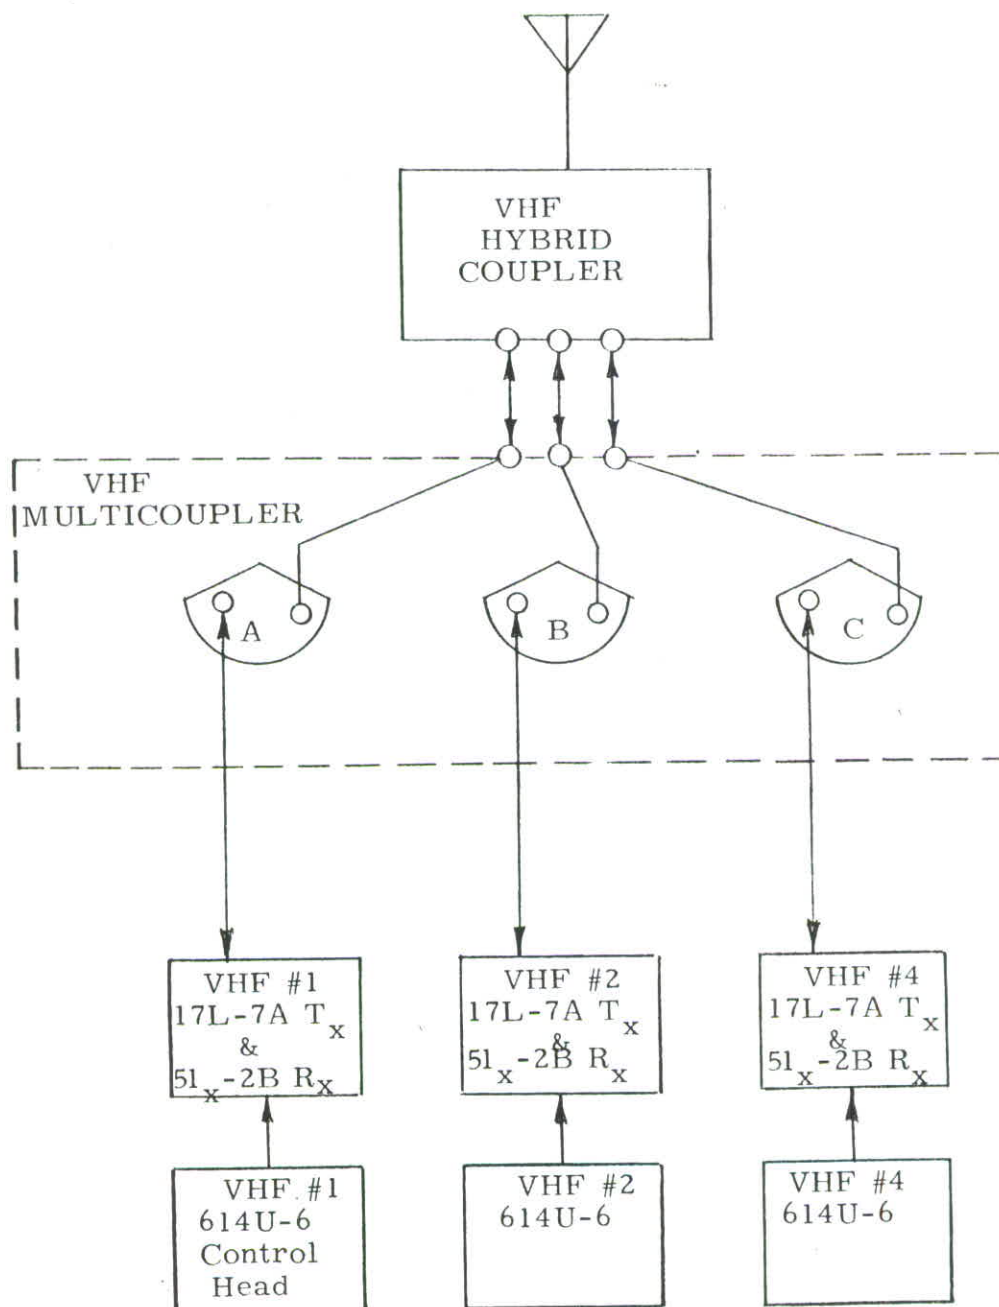 VHF
HYBRID
COUPLER
VHF
MULTICOUPLER
A
B
C
VHF #1
17L-7A Tx
&
51x-2B Rx
VHF #2
17L-7A Tx
&
51x-2B Rx
VHF #4
17L-7A Tx
&
51x-2B Rx
VHF #1
614U-6
Control
Head
VHF #2
614U-6
VHF #4
614U-6